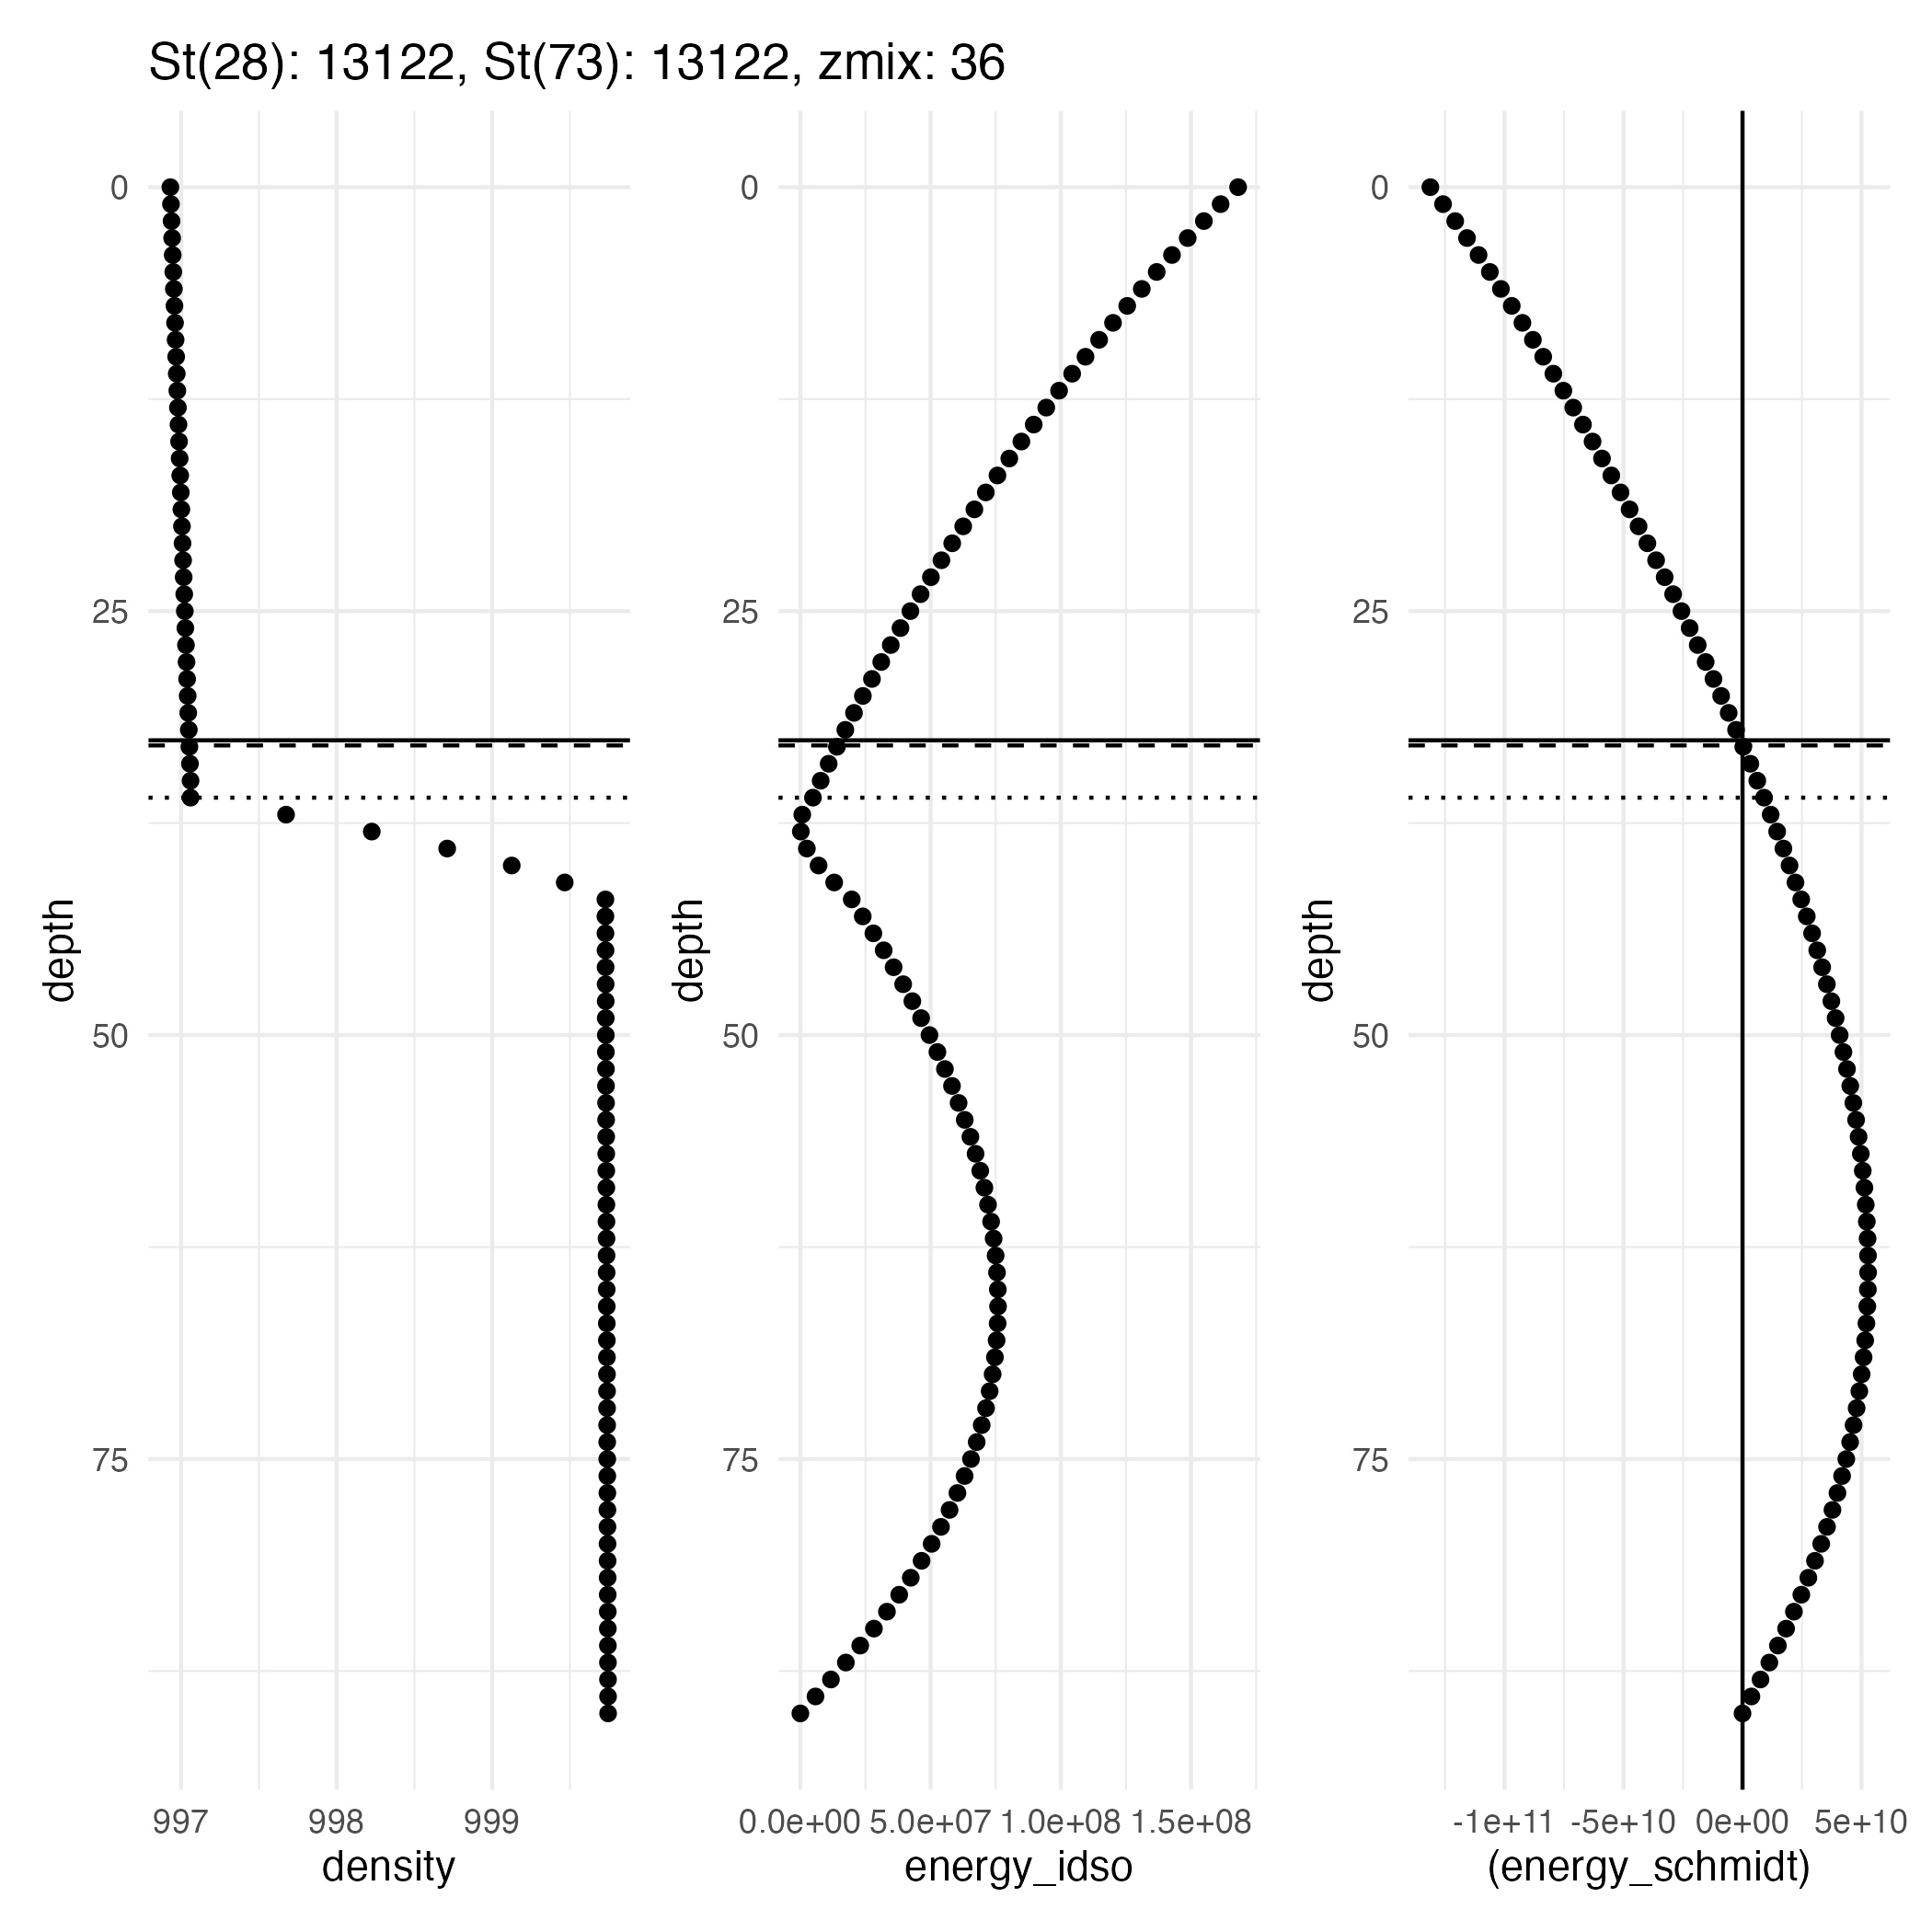 St(28): 13122, St(73): 13122, zmix: 36
0
25
50
75
depth
997
998
999
density
0
25
50
75
depth
0.0e+00
5.0e+07
1.0e+08
1.5e+08
energy_idso
0
25
50
75
depth
-1e+11
-5e+10
0e+00
5e+10
(energy_schmidt)